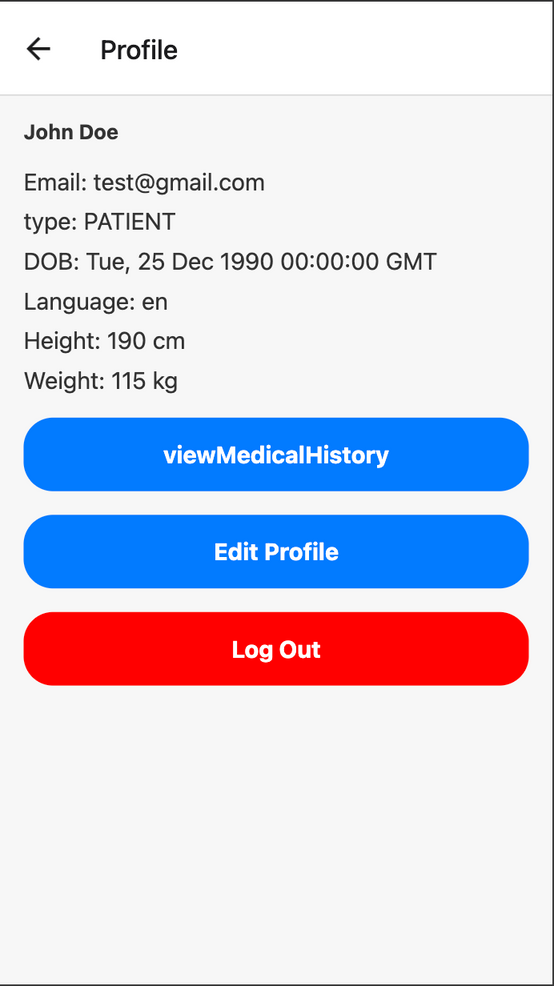 Profile
John Doe
Email: test@gmail.com
type: PATIENT
DOB: Tue, 25 Dec 1990 00:00:00 GMT
Language: en
Height: 190 cm
Weight: 115 kg
viewMedicalHistory
Edit Profile
Log Out